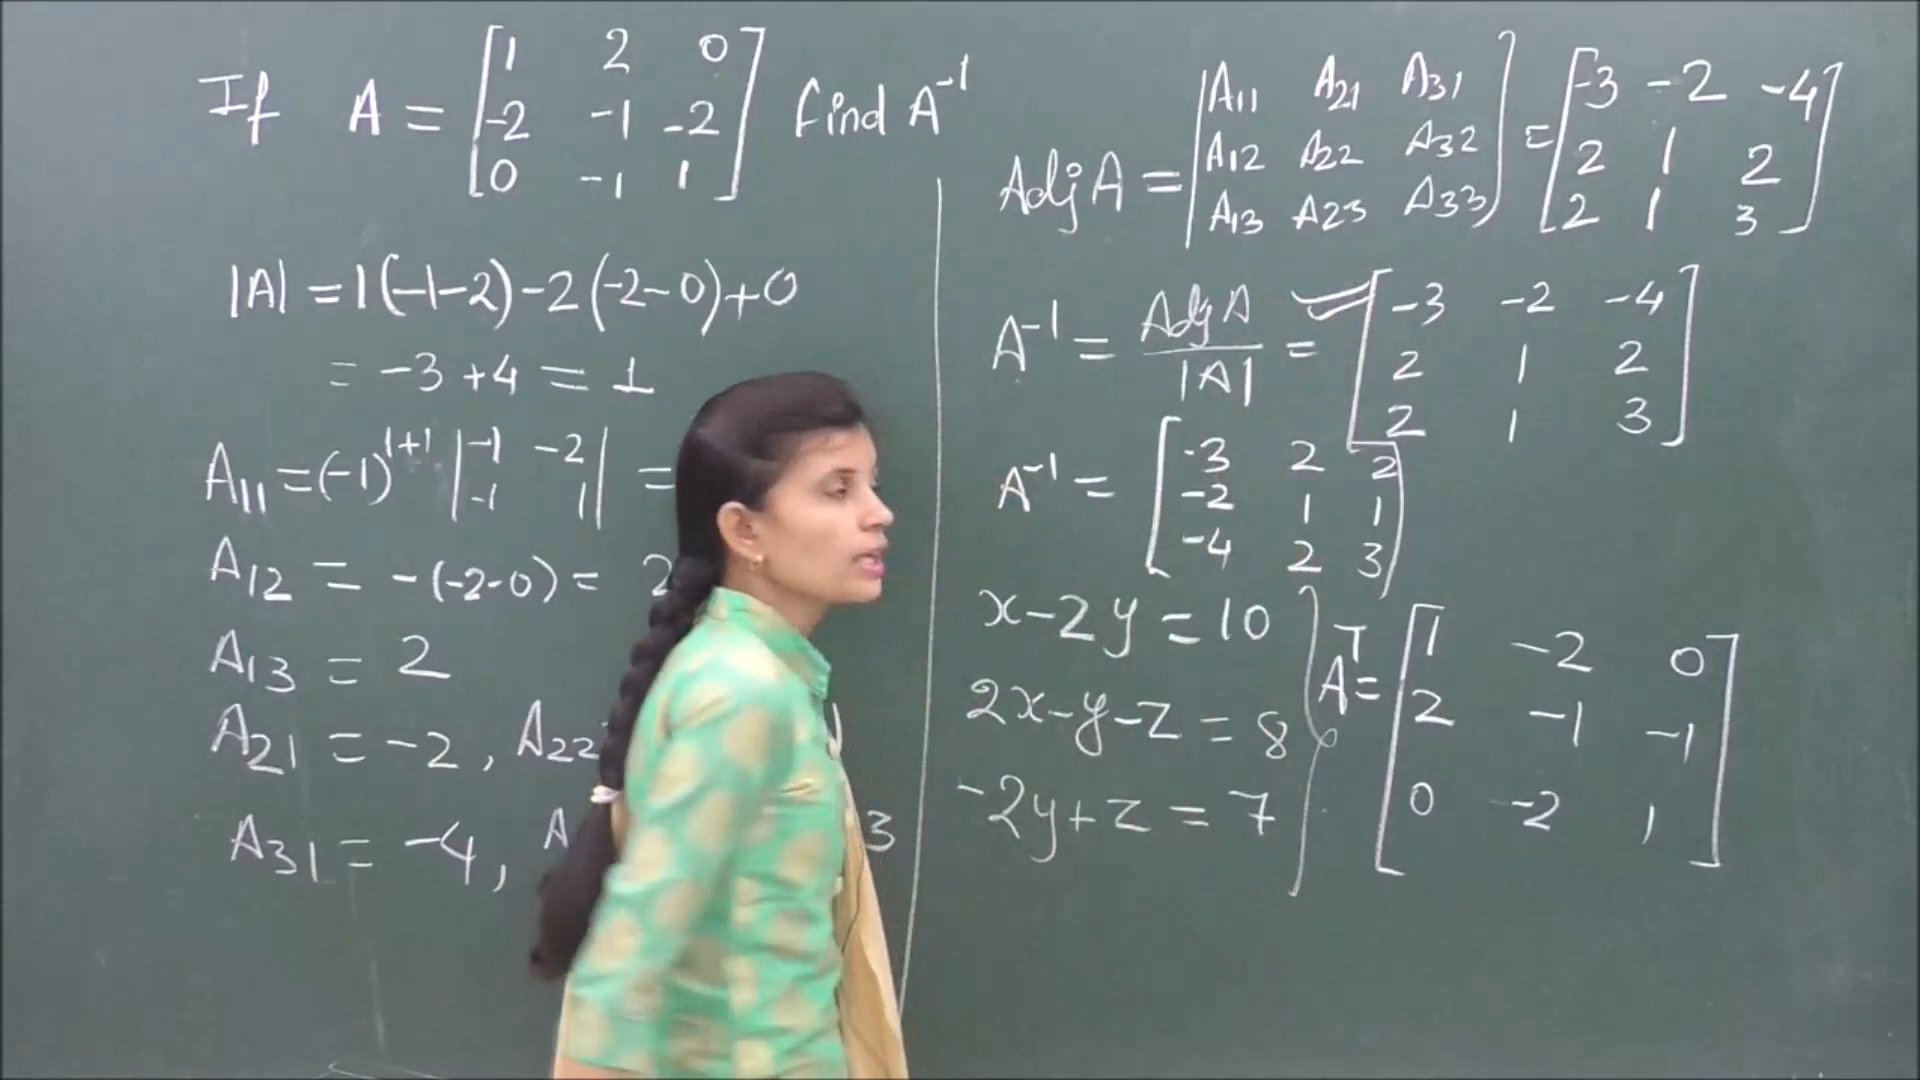 If A = [1 2 0
-2 -1 -2
0 -1 1] find A⁻¹
|A| = 1(-1-2)-2(-2-0)+0
= -3+4 = 1
A₁₁ = (-1)¹⁺¹ |-1 -2
-1 1| =
A₁₂ = -(-2-0) = 2
A₁₃ = 2
A₂₁ = -2, A₂₂
A₃₁ = -4, A 3
Adj A = [A₁₁ A₂₁ A₃₁
A₁₂ A₂₂ A₃₂
A₁₃ A₂₃ A₃₃] = [-3 -2 -4
2 1 2
2 1 3]
A⁻¹ = Adj A / |A| = [-3 -2 -4
2 1 2
2 1 3]
A⁻¹ = [-3 2 2
-2 1 1
-4 2 3]
x-2y = 10
2x-y-z = 8
-2y+z = 7
Aᵀ = [1 -2 0
2 -1 -1
0 -2 1]